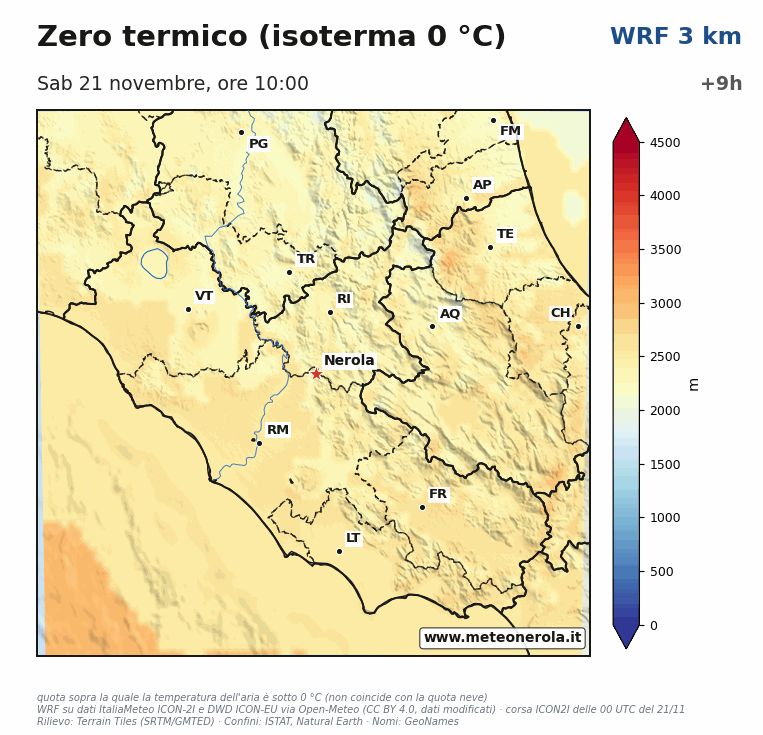 Zero termico (isoterma 0 °C)
WRF 3 km
Sab 21 novembre, ore 10:00
+9h
FM
PG
AP
TE
TR
VT
RI
AQ
CH
Nerola
RM
FR
LT
4500
4000
3500
3000
2500
2000
1500
1000
500
0
m
www.meteonerola.it
quota sopra la quale la temperatura dell'aria è sotto 0 °C (non coincide con la quota neve)
WRF su dati ItaliaMeteo ICON-2I e DWD ICON-EU via Open-Meteo (CC BY 4.0, dati modificati) · corsa ICON2I delle 00 UTC del 21/11
Rilievo: Terrain Tiles (SRTM/GMTED) · Confini: ISTAT, Natural Earth · Nomi: GeoNames